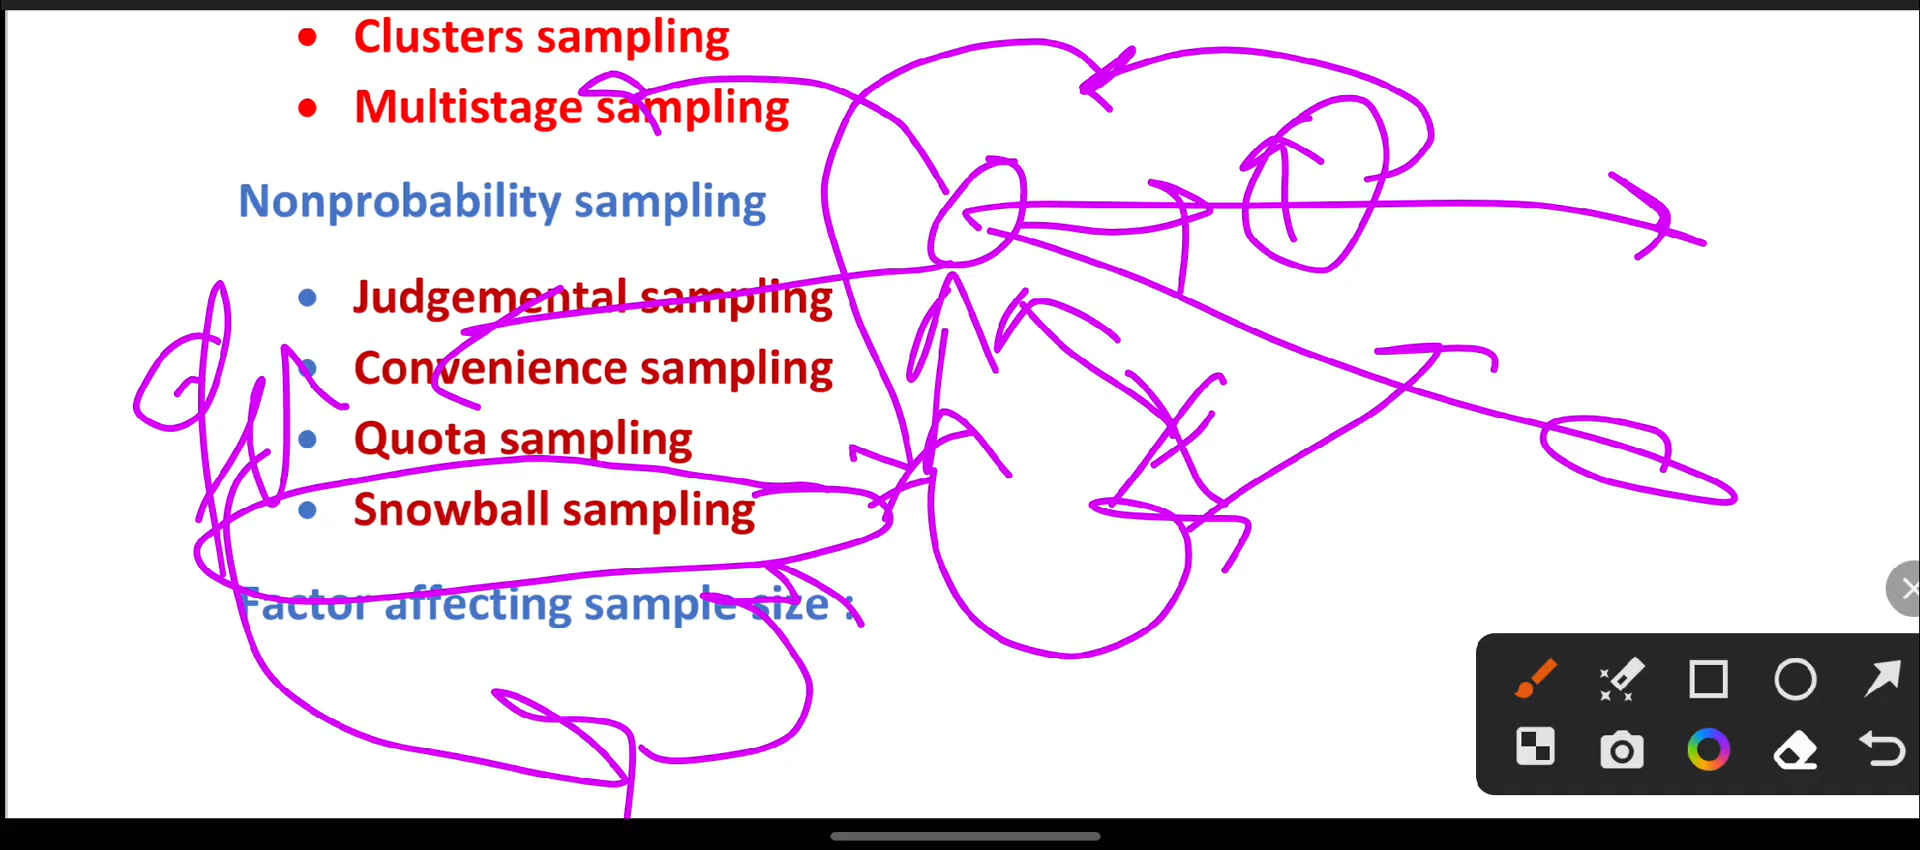 Clusters sampling
Multistage sampling
Nonprobability sampling
Judgemental sampling
Convenience sampling
Quota sampling
Snowball sampling
Factor affecting sample size :